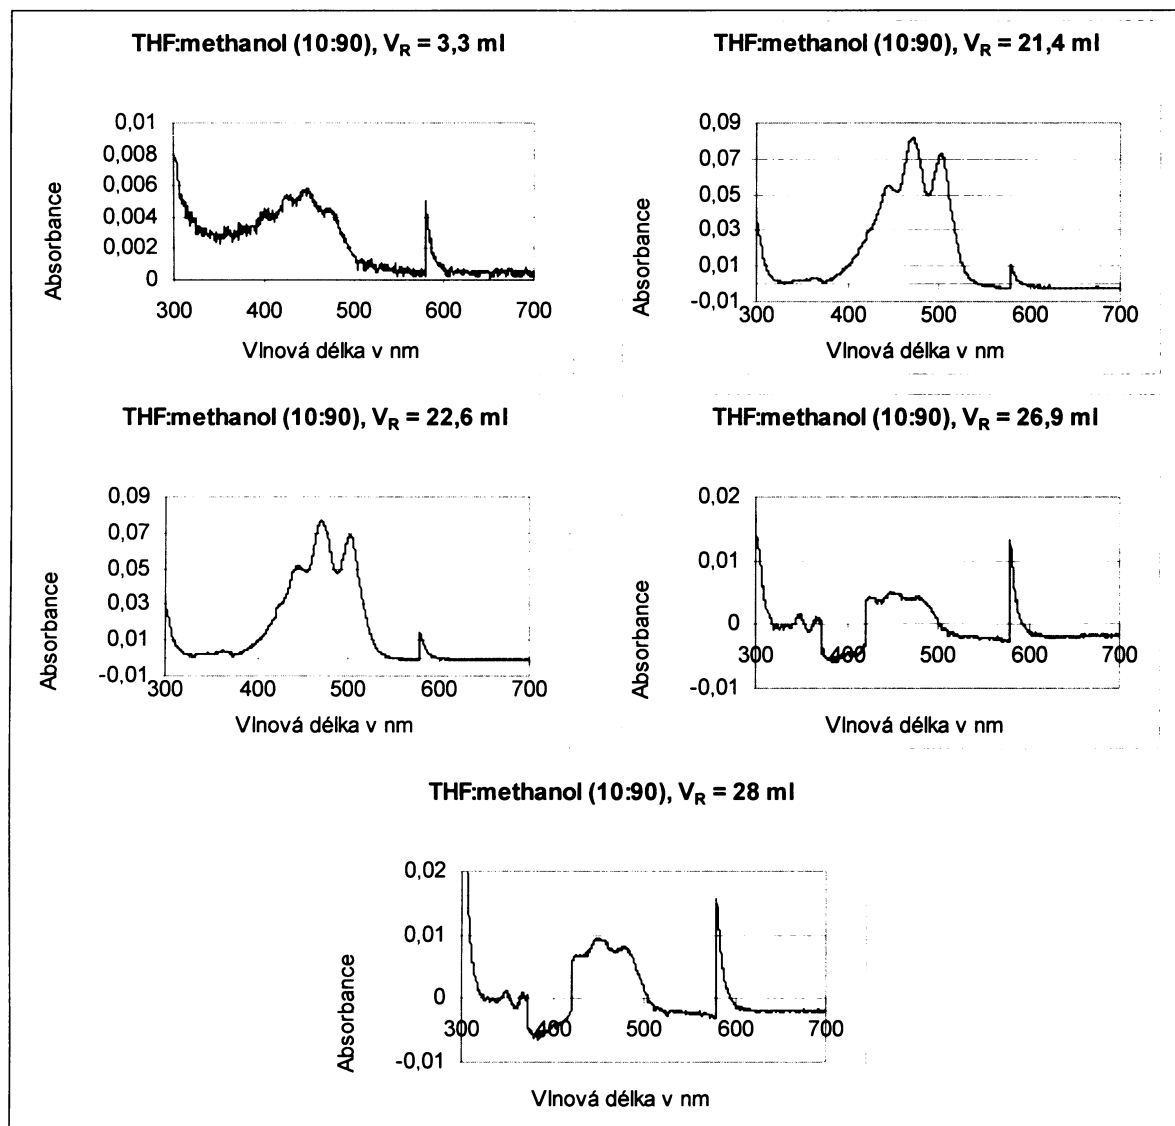 THF:methanol (10:90), V_R = 3,3 ml
0,01
0,008
0,006
0,004
0,002
0
Absorbance
300 400 500 600 700
Vlnová délka v nm
THF:methanol (10:90), V_R = 21,4 ml
0,09
0,07
0,05
0,03
0,01
-0,01
Absorbance
300 400 500 600 700
Vlnová délka v nm
THF:methanol (10:90), V_R = 22,6 ml
0,09
0,07
0,05
0,03
0,01
-0,01
Absorbance
300 400 500 600 700
Vlnová délka v nm
THF:methanol (10:90), V_R = 26,9 ml
0,02
0,01
0
-0,01
Absorbance
300 400 500 600 700
Vlnová délka v nm
THF:methanol (10:90), V_R = 28 ml
0,02
0,01
0
-0,01
Absorbance
300 400 500 600 700
Vlnová délka v nm